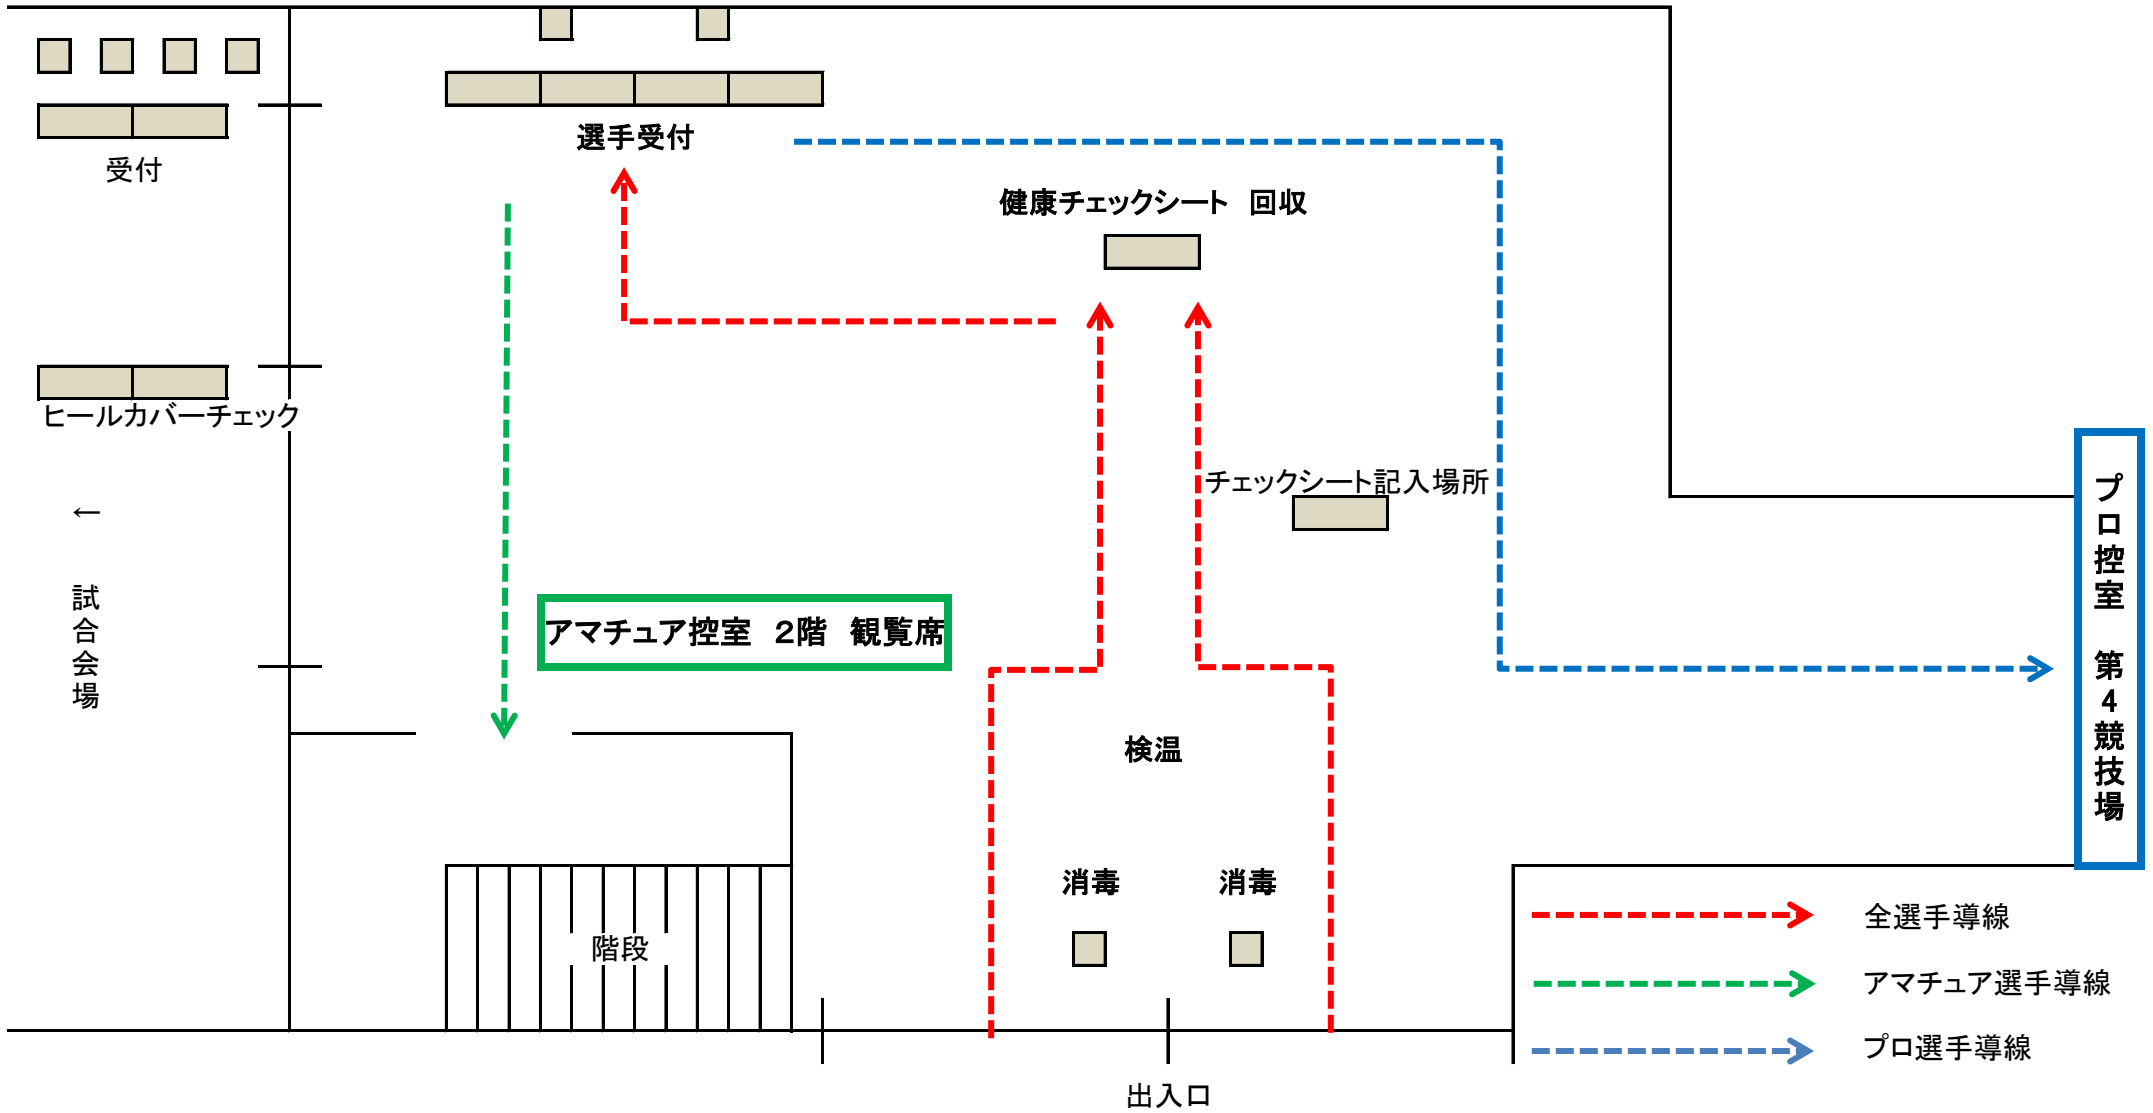 選手受付
受付
健康チェックシート　回収
ヒールカバーチェック
チェックシート記入場所
←　試合会場
アマチュア控室　２階　観覧席
プロ控室　第４競技場
検温
消毒
消毒
階段
全選手導線
アマチュア選手導線
プロ選手導線
出入口